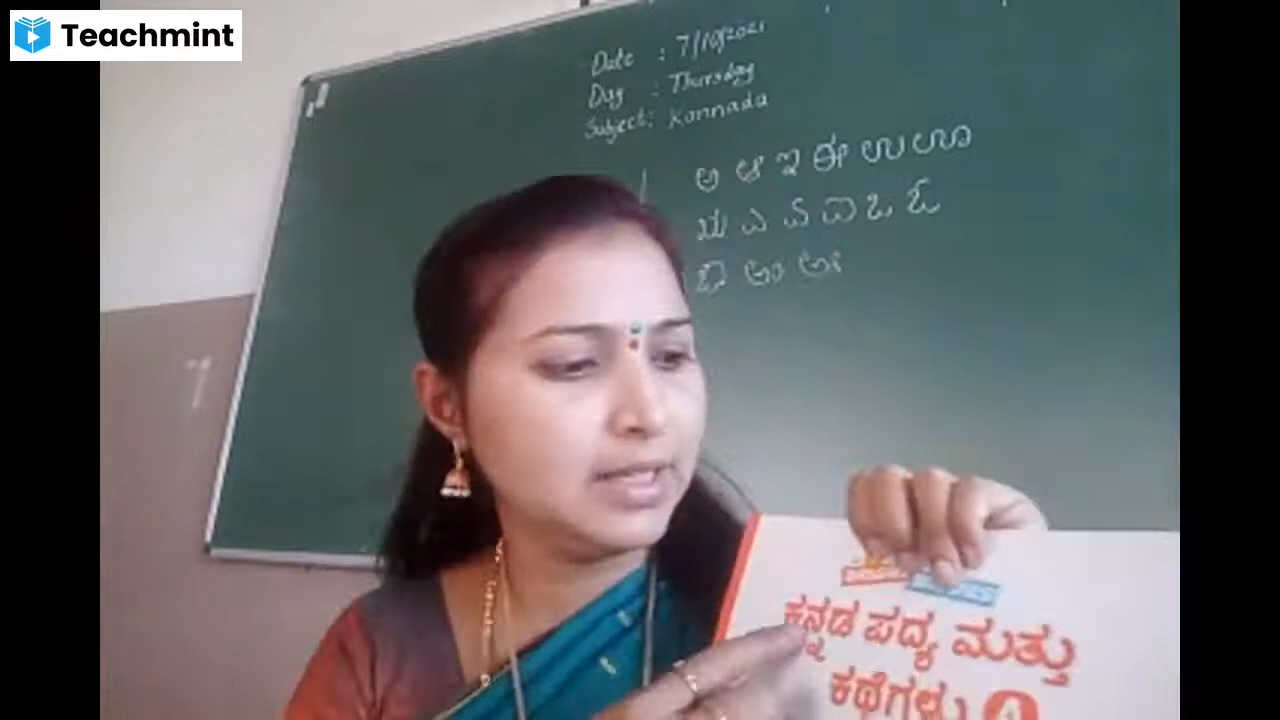 Teachmint
Date : 7/10/2021
Day : Thursday
Subject: Kannada
ಅ ಆ ಇ ಈ ಉ ಊ
ಋ ಎ ಏ ಐ ಒ ಓ
ಔ ಅಂ ಅಃ
ಕನ್ನಡ ಪದ್ಯ ಮತ್ತು
ಕಥೆಗಳು